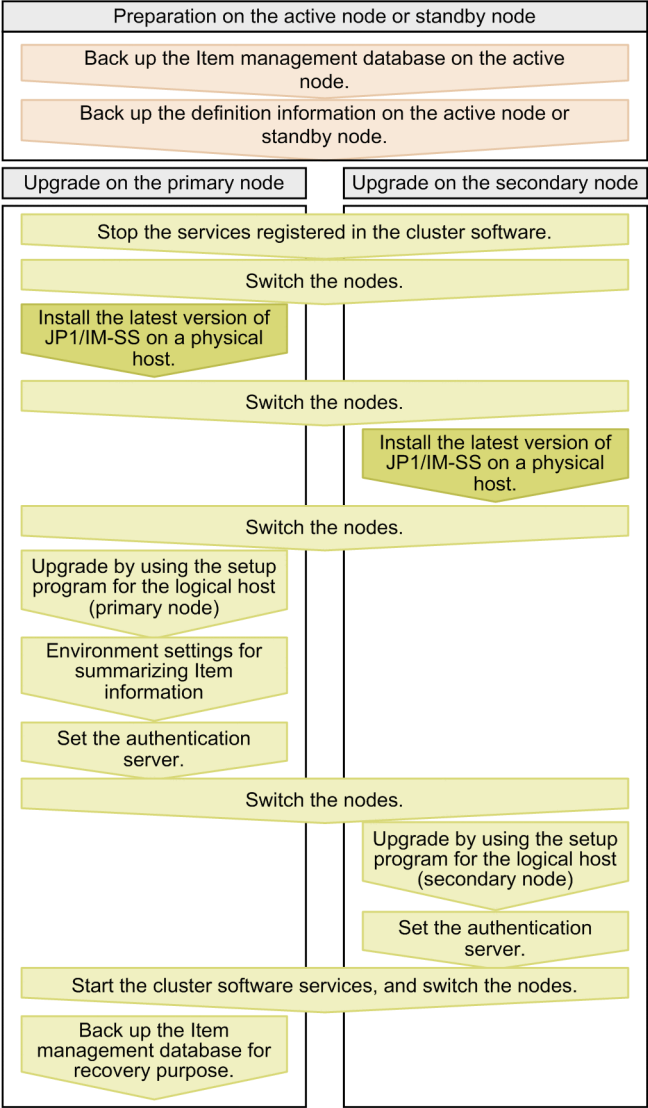 Preparation on the active node or standby node
Back up the Item management database on the active
node.
Back up the definition information on the active node or
standby node.
Upgrade on the primary node
Upgrade on the secondary node
Stop the services registered in the cluster software.
Switch the nodes.
Install the latest version of
JP1/IM-SS on a physical
host.
Switch the nodes.
Install the latest version of
JP1/IM-SS on a physical
host.
Switch the nodes.
Upgrade by using the setup
program for the logical host
(primary node)
Environment settings for
summarizing Item
information
Set the authentication
server.
Switch the nodes.
Upgrade by using the setup
program for the logical host
(secondary node)
Set the authentication
server.
Start the cluster software services, and switch the nodes.
Back up the Item
management database for
recovery purpose.